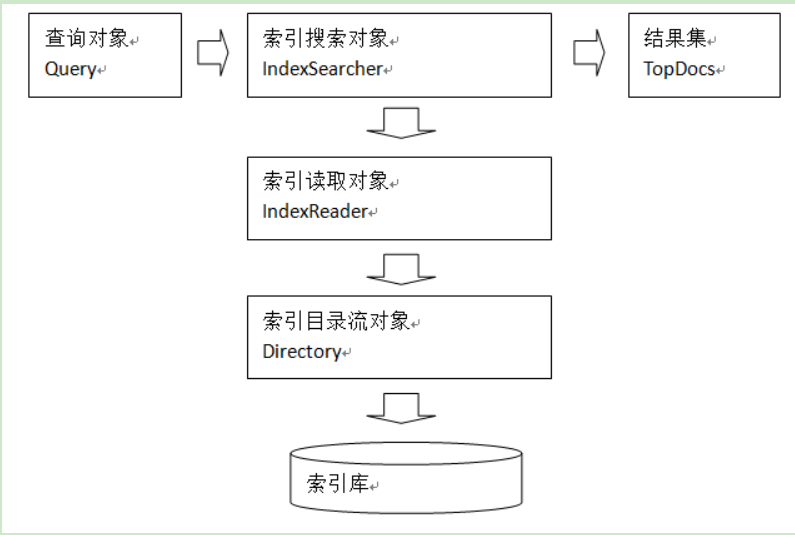 查询对象
Query
索引搜索对象
IndexSearcher
结果集
TopDocs
索引读取对象
IndexReader
索引目录流对象
Directory
索引库